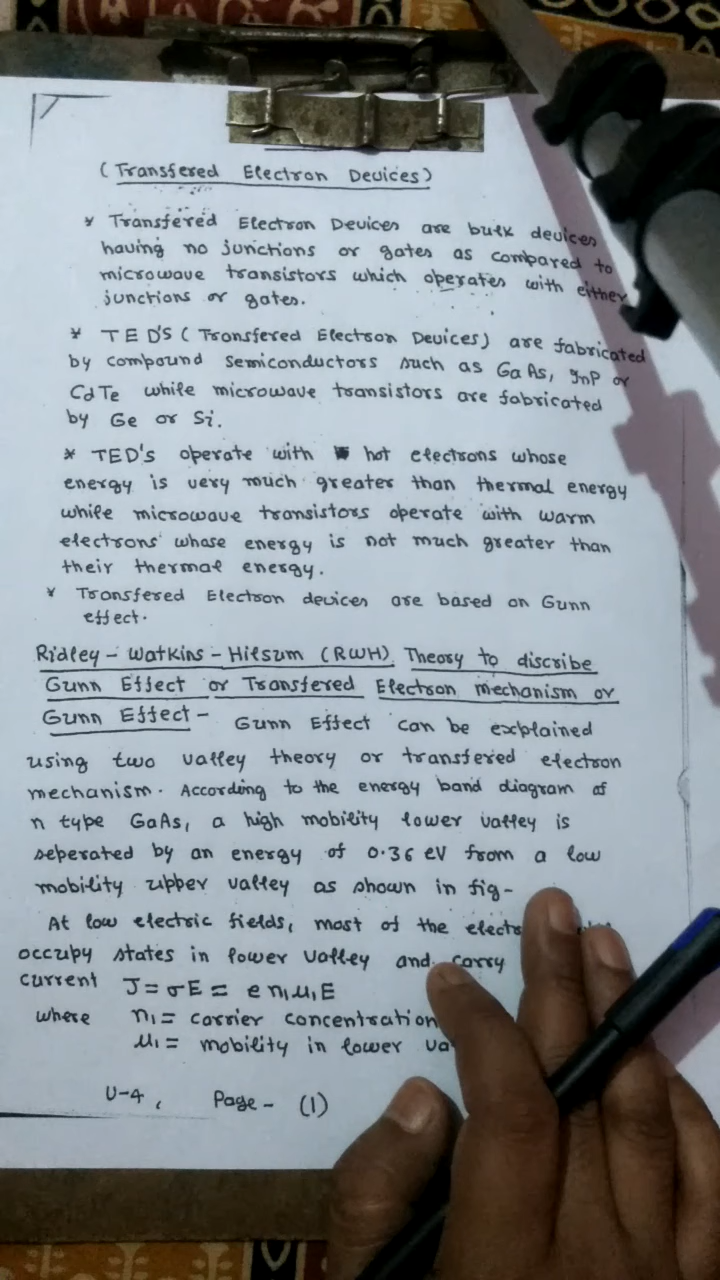 (Transfered Electron Devices)
* Transfered Electron Devices are bulk devices
having no junctions or gates as compared to
microwave transistors which operates with either
junctions or gates.
* TED'S (Transfered Electron Devices) are fabricated
by compound semiconductors such as GaAs, InP or
CdTe while microwave transistors are fabricated
by Ge or Si.
* TED's operate with hot electrons whose
energy is very much greater than thermal energy
while microwave transistors operate with warm
electrons whose energy is not much greater than
their thermal energy.
* Transfered Electron devices are based on Gunn
effect.
Ridley - Watkins - Hilsum (RWH) Theory to discribe
Gunn Effect or Transfered Electron mechanism or
Gunn Effect - Gunn Effect can be explained
using two valley theory or transfered electron
mechanism. According to the energy band diagram of
n type GaAs, a high mobility lower valley is
seperated by an energy of 0.36 eV from a low
mobility upper valley as shown in fig-
At low electric fields, most of the
occupy states in lower valley and carry
current J = σE = e n₁μ₁E
where n₁ = carrier concentration
μ₁ = mobility in lower
U-4, Page - (1)